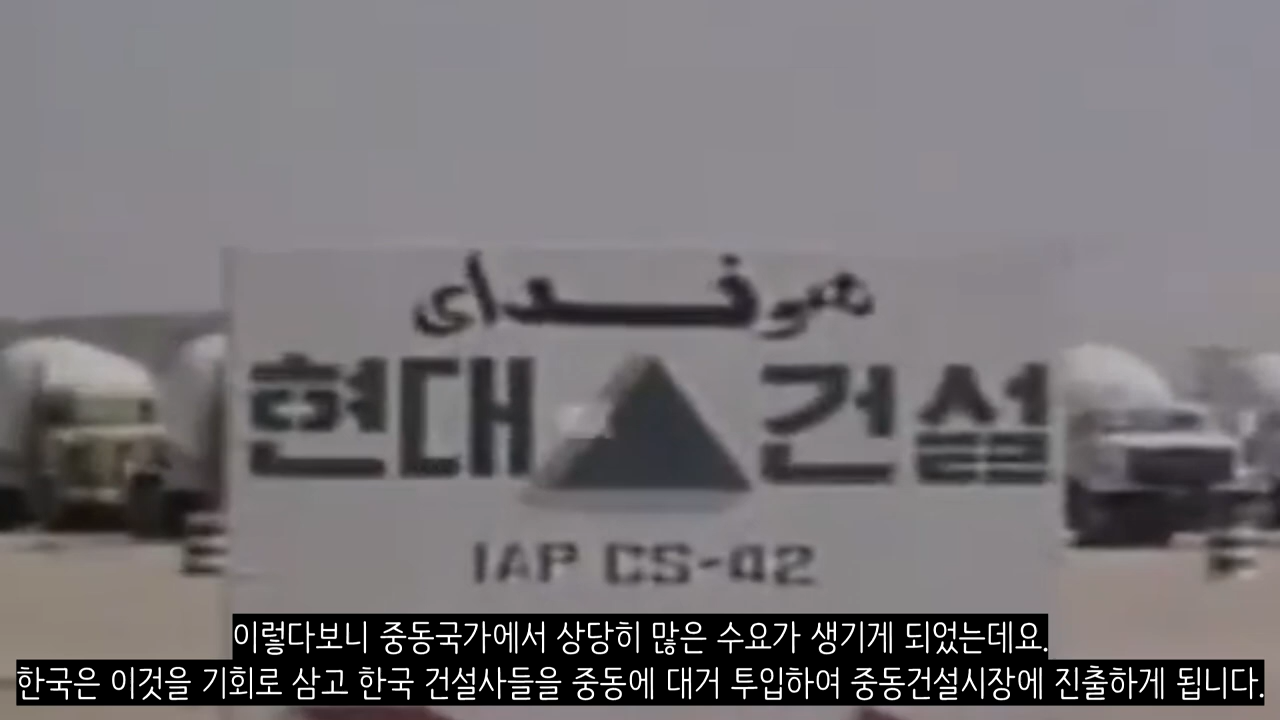 현대 건설
IAP CS-42
이렇다보니 중동국가에서 상당히 많은 수요가 생기게 되었는데요.
한국은 이것을 기회로 삼고 한국 건설사들을 중동에 대거 투입하여 중동건설시장에 진출하게 됩니다.